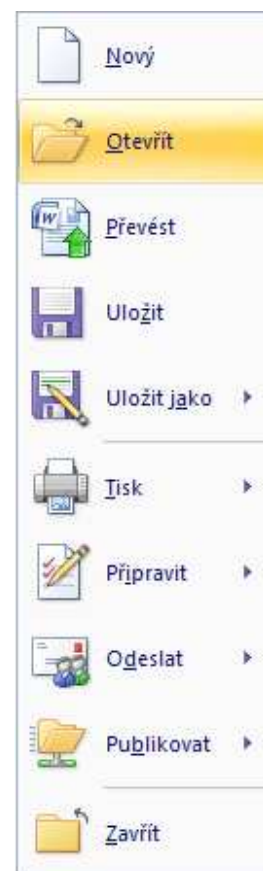 Nový
Otevřít
Převést
Uložit
Uložit jako
Tisk
Připravit
Odeslat
Publikovat
Zavřít